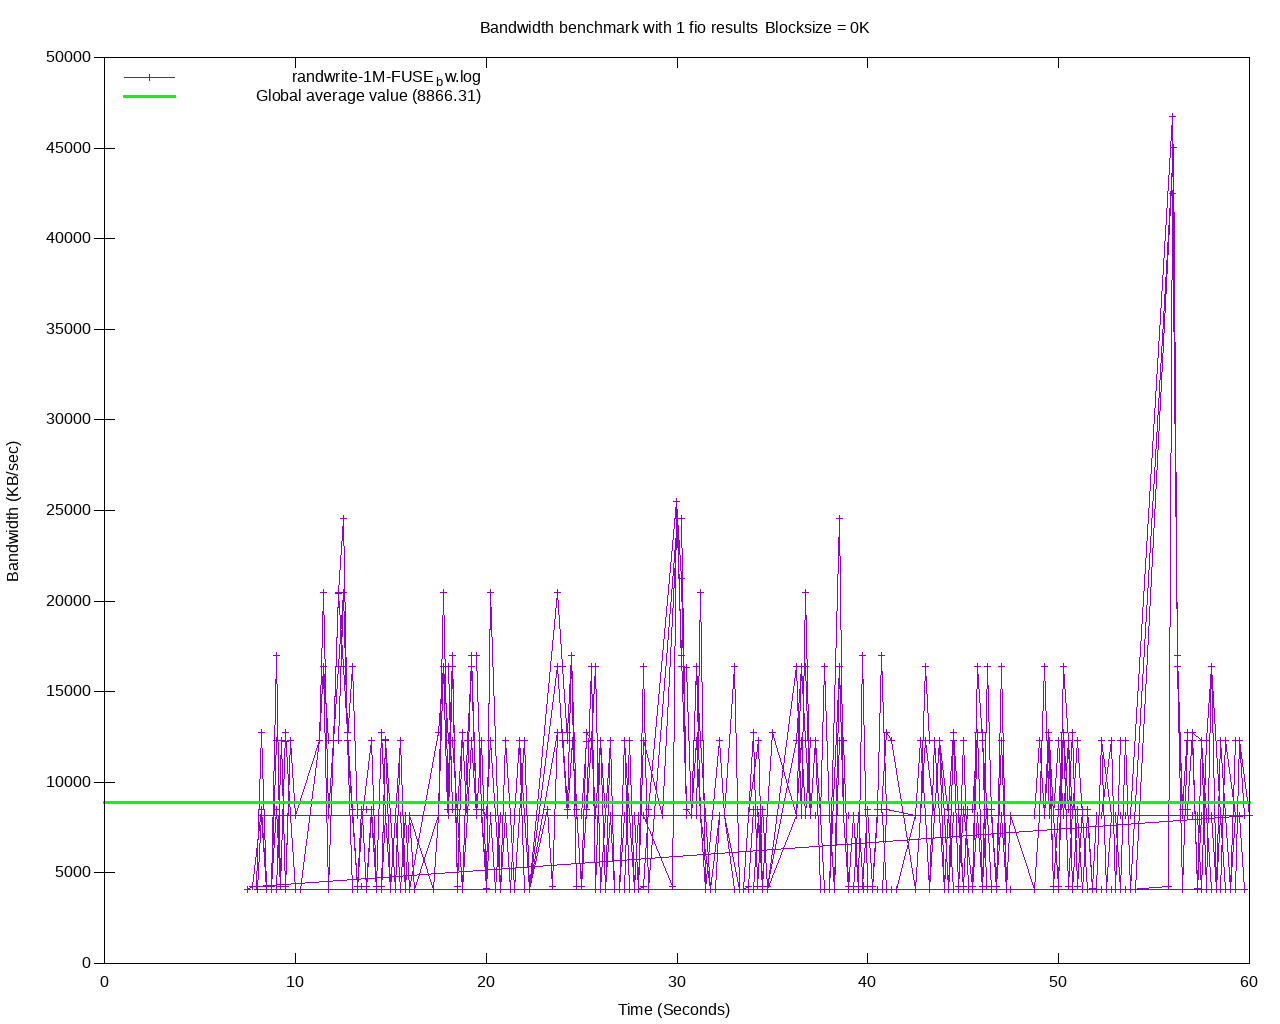 Bandwidth benchmark with 1 fio results Blocksize = 0K
50000
45000
40000
35000
30000
25000
20000
15000
10000
5000
0
randwrite-1M-FUSE_bw.log
Global average value (8866.31)
Bandwidth (KB/sec)
0 10 20 30 40 50 60
Time (Seconds)